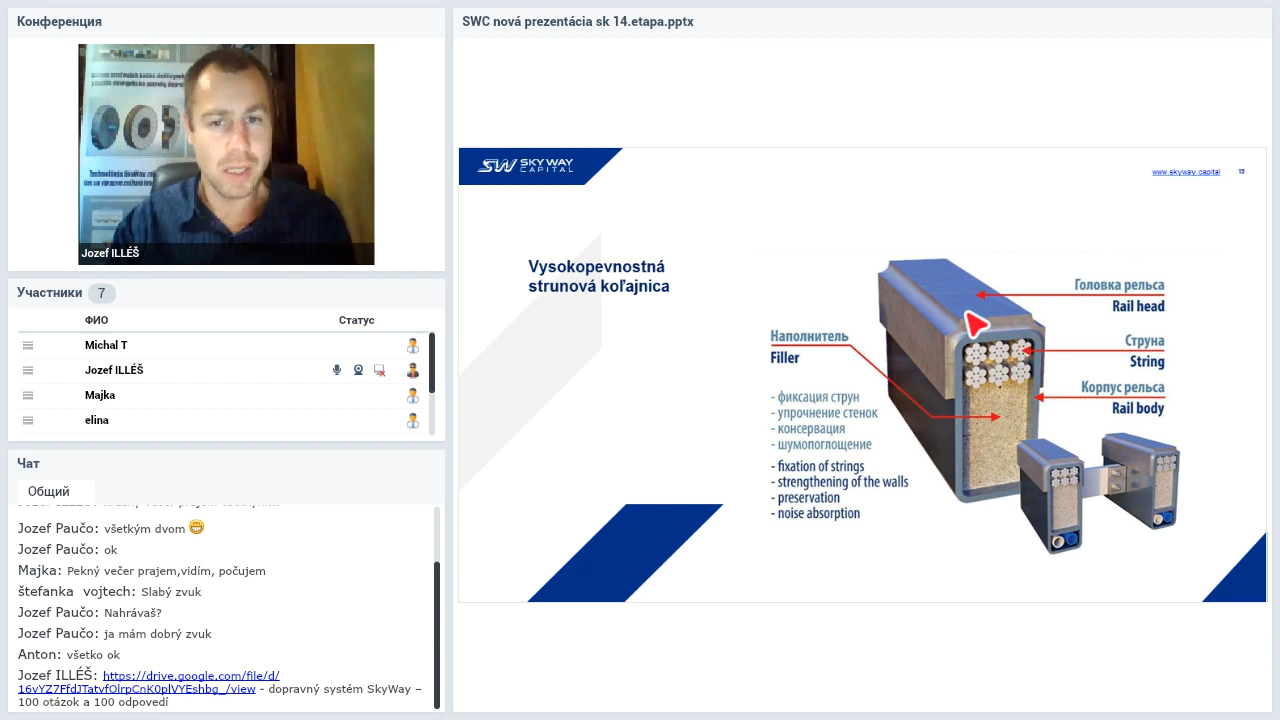 Конференция
Jozef ILLÉŠ
Участники 7
ФИО Статус
Michal T
Jozef ILLÉŠ
Majka
elina
Чат
Общий
Jozef Paučo: všetkým dvom
Jozef Paučo: ok
Majka: Pekný večer prajem,vidím, počujem
štefanka vojtech: Slabý zvuk
Jozef Paučo: Nahrávaš?
Jozef Paučo: ja mám dobrý zvuk
Anton: všetko ok
Jozef ILLÉŠ: https://drive.google.com/file/d/
16vYZ7FfdJTatvfOlrpCnK0plVYEshbg_/view - dopravný systém SkyWay –
100 otázok a 100 odpovedí
SWC nová prezentácia sk 14.etapa.pptx
SW SKY WAY
CAPITAL
www.skyway.capital 15
Vysokopevnostná
strunová koľajnica
Головка рельса
Rail head
Наполнитель
Filler
Струна
String
Корпус рельса
Rail body
- фиксация струн
- упрочнение стенок
- консервация
- шумопоглощение
- fixation of strings
- strengthening of the walls
- preservation
- noise absorption